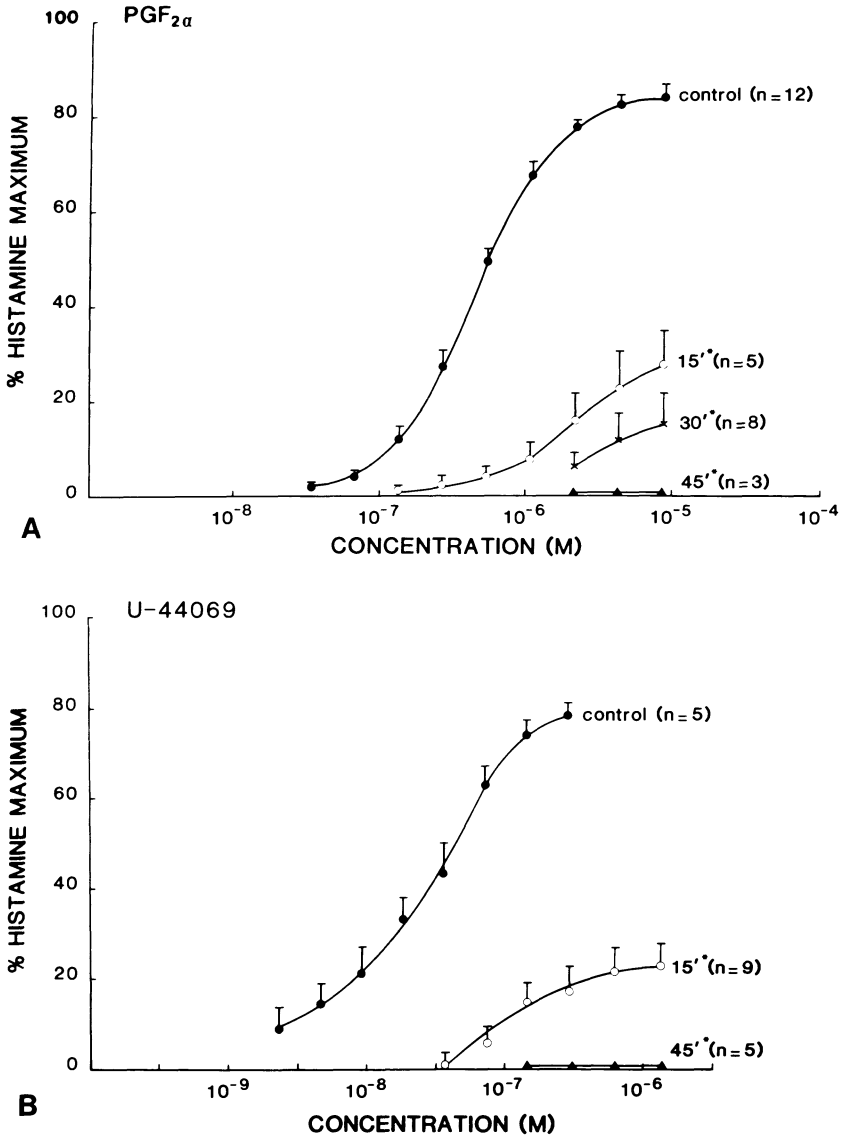 PGF2α
100
80
60
40
20
0
% HISTAMINE MAXIMUM
control (n=12)
15'* (n=5)
30'* (n=8)
45'* (n=3)
10-8
10-7
10-6
10-5
10-4
CONCENTRATION (M)
A
U-44069
100
80
60
40
20
0
% HISTAMINE MAXIMUM
control (n=5)
15'* (n=9)
45'* (n=5)
10-9
10-8
10-7
10-6
CONCENTRATION (M)
B